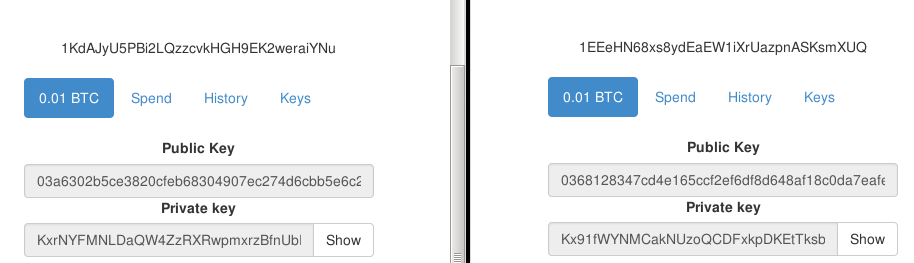 1KdAJyU5PBi2LQzzcvkHGH9EK2weraiYNu
0.01 BTC Spend History Keys
Public Key
03a6302b5ce3820cfeb68304907ec274d6cbb5e6c2
Private key
KxrNYFMNLDaQW4ZzRXRwpmxrzBfnUbl Show
1EEeHN68xs8ydEaEW1iXrUazpnASKsmXUQ
0.01 BTC Spend History Keys
Public Key
0368128347cd4e165ccf2ef6df8d648af18c0da7eafe
Private key
Kx91fWYNMCakNUzoQCDFxkpDKEtTksb Show